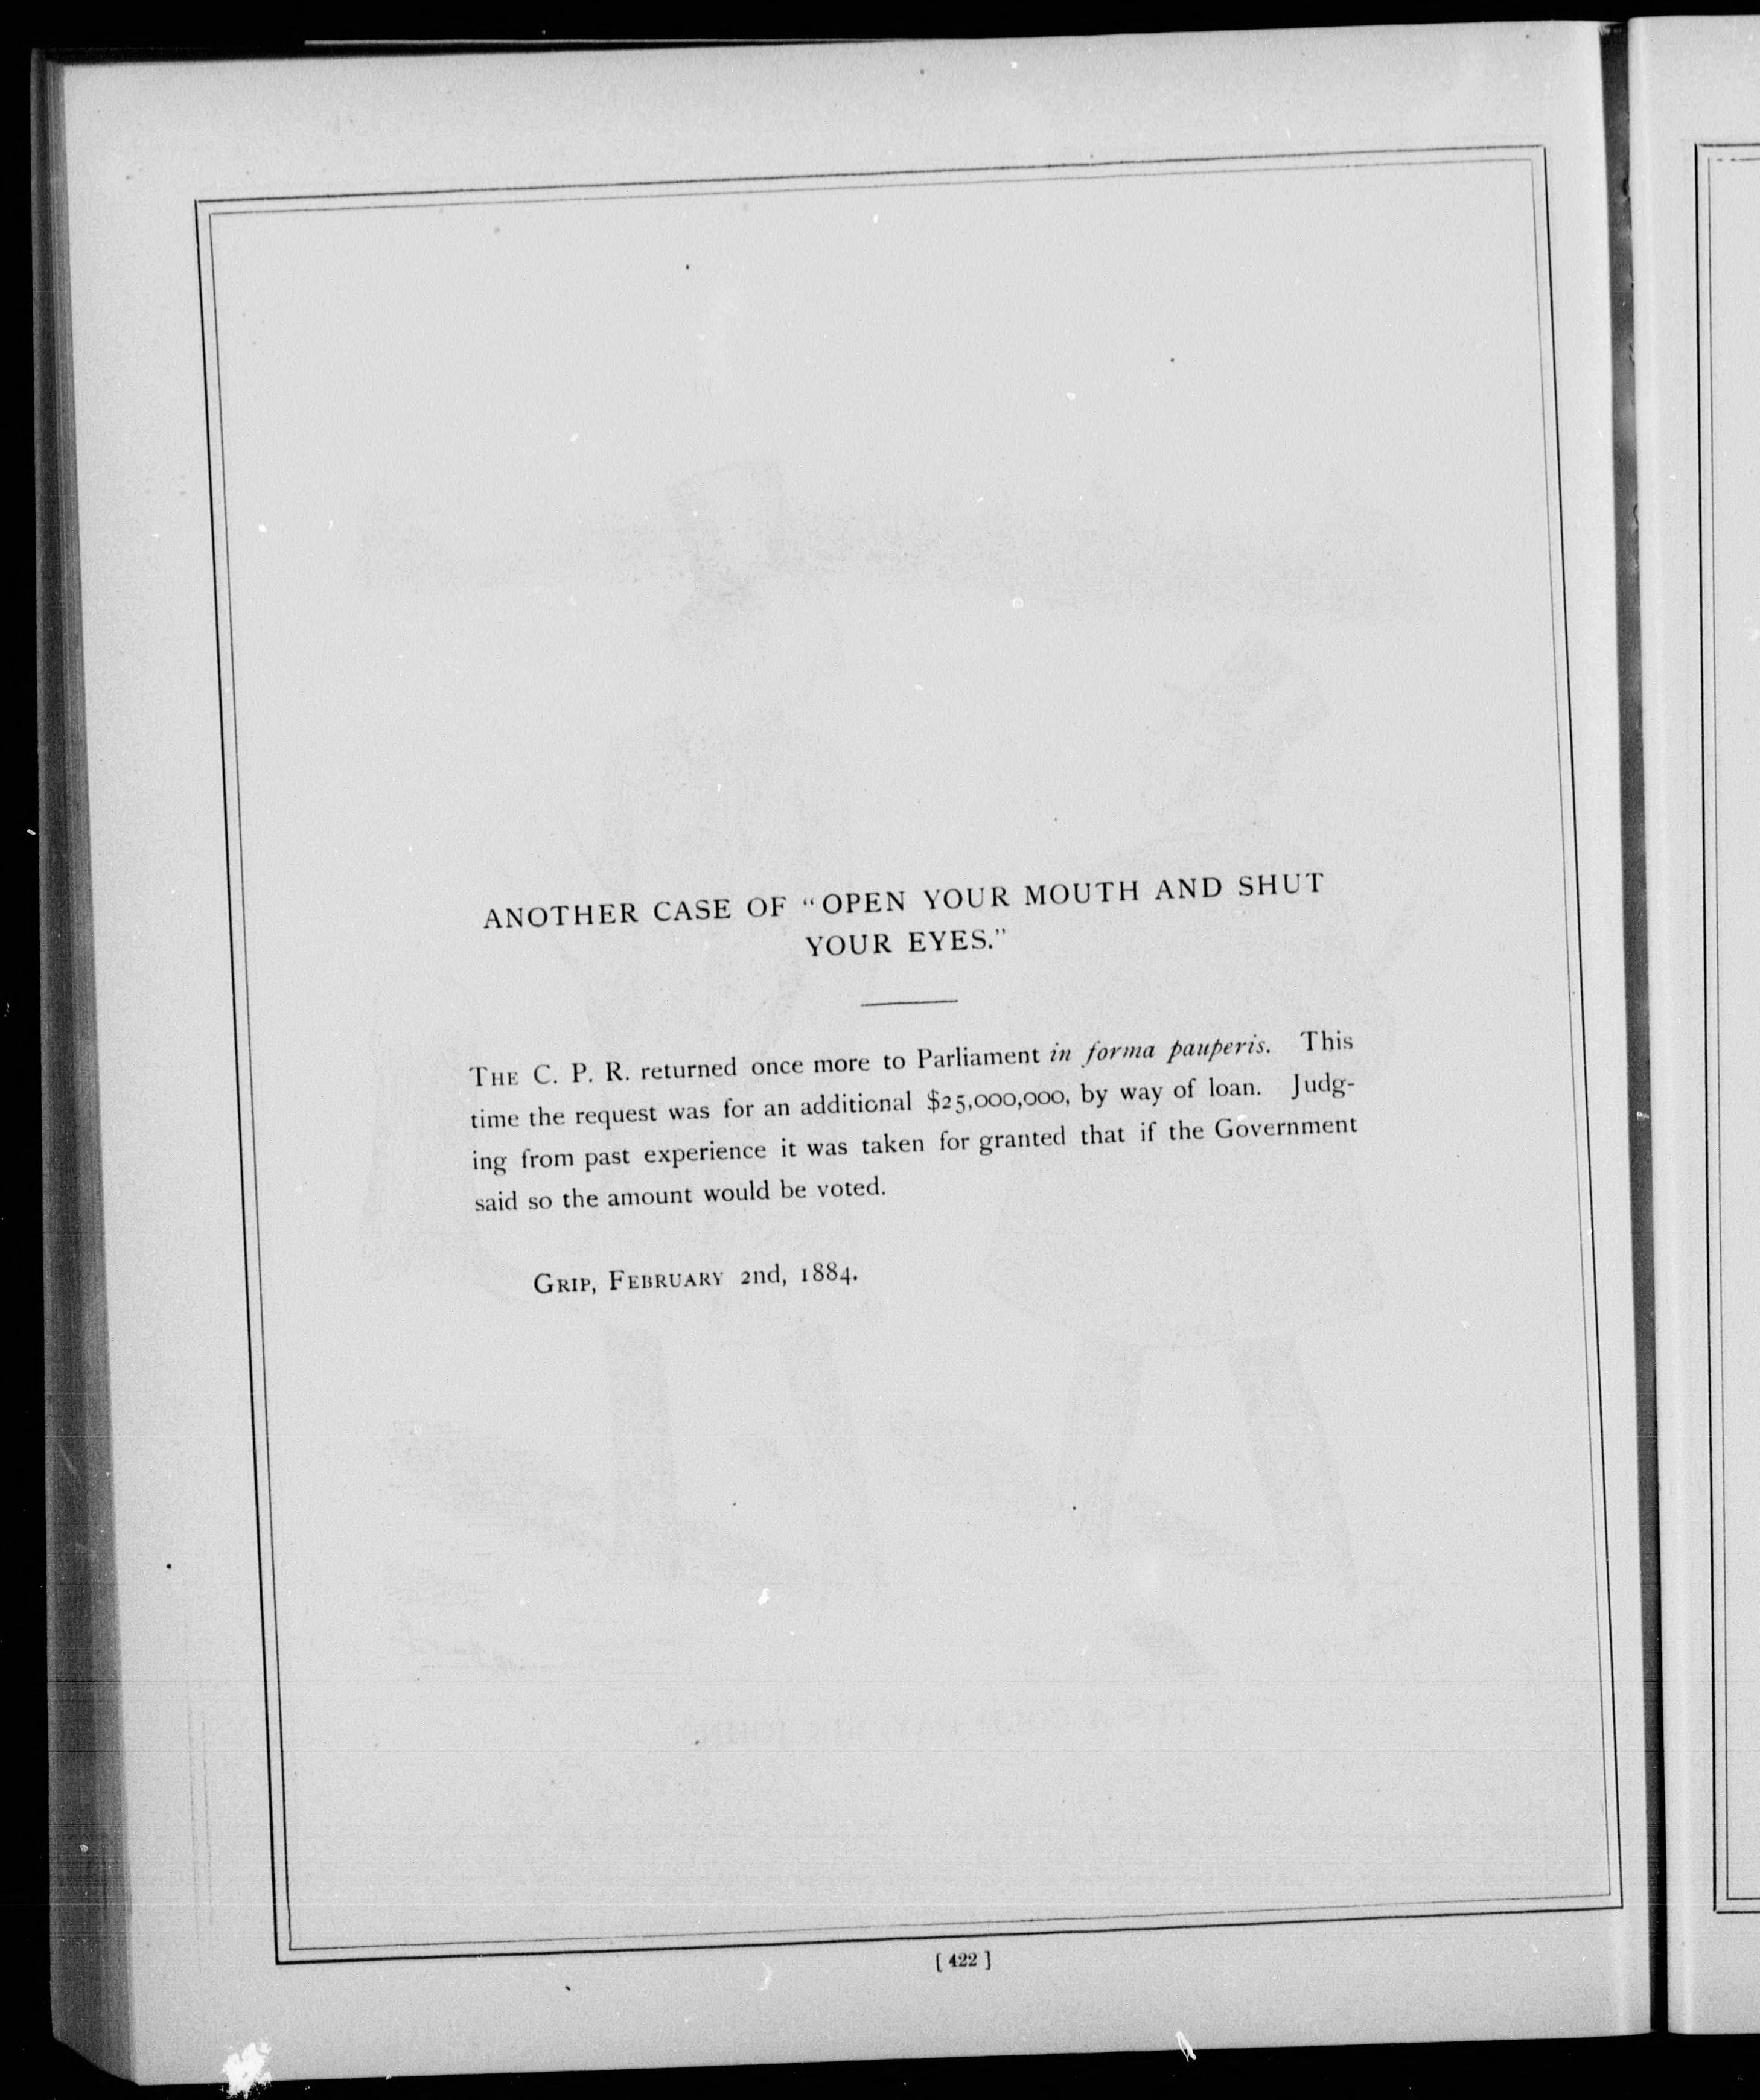 ANOTHER CASE OF “OPEN YOUR MOUTH AND SHUT
YOUR EYES.”
THE C. P. R. returned once more to Parliament in forma pauperis. This
time the request was for an additional $25,000,000, by way of loan. Judg-
ing from past experience it was taken for granted that if the Government
said so the amount would be voted.
GRIP, FEBRUARY 2nd, 1884.
[ 422 ]